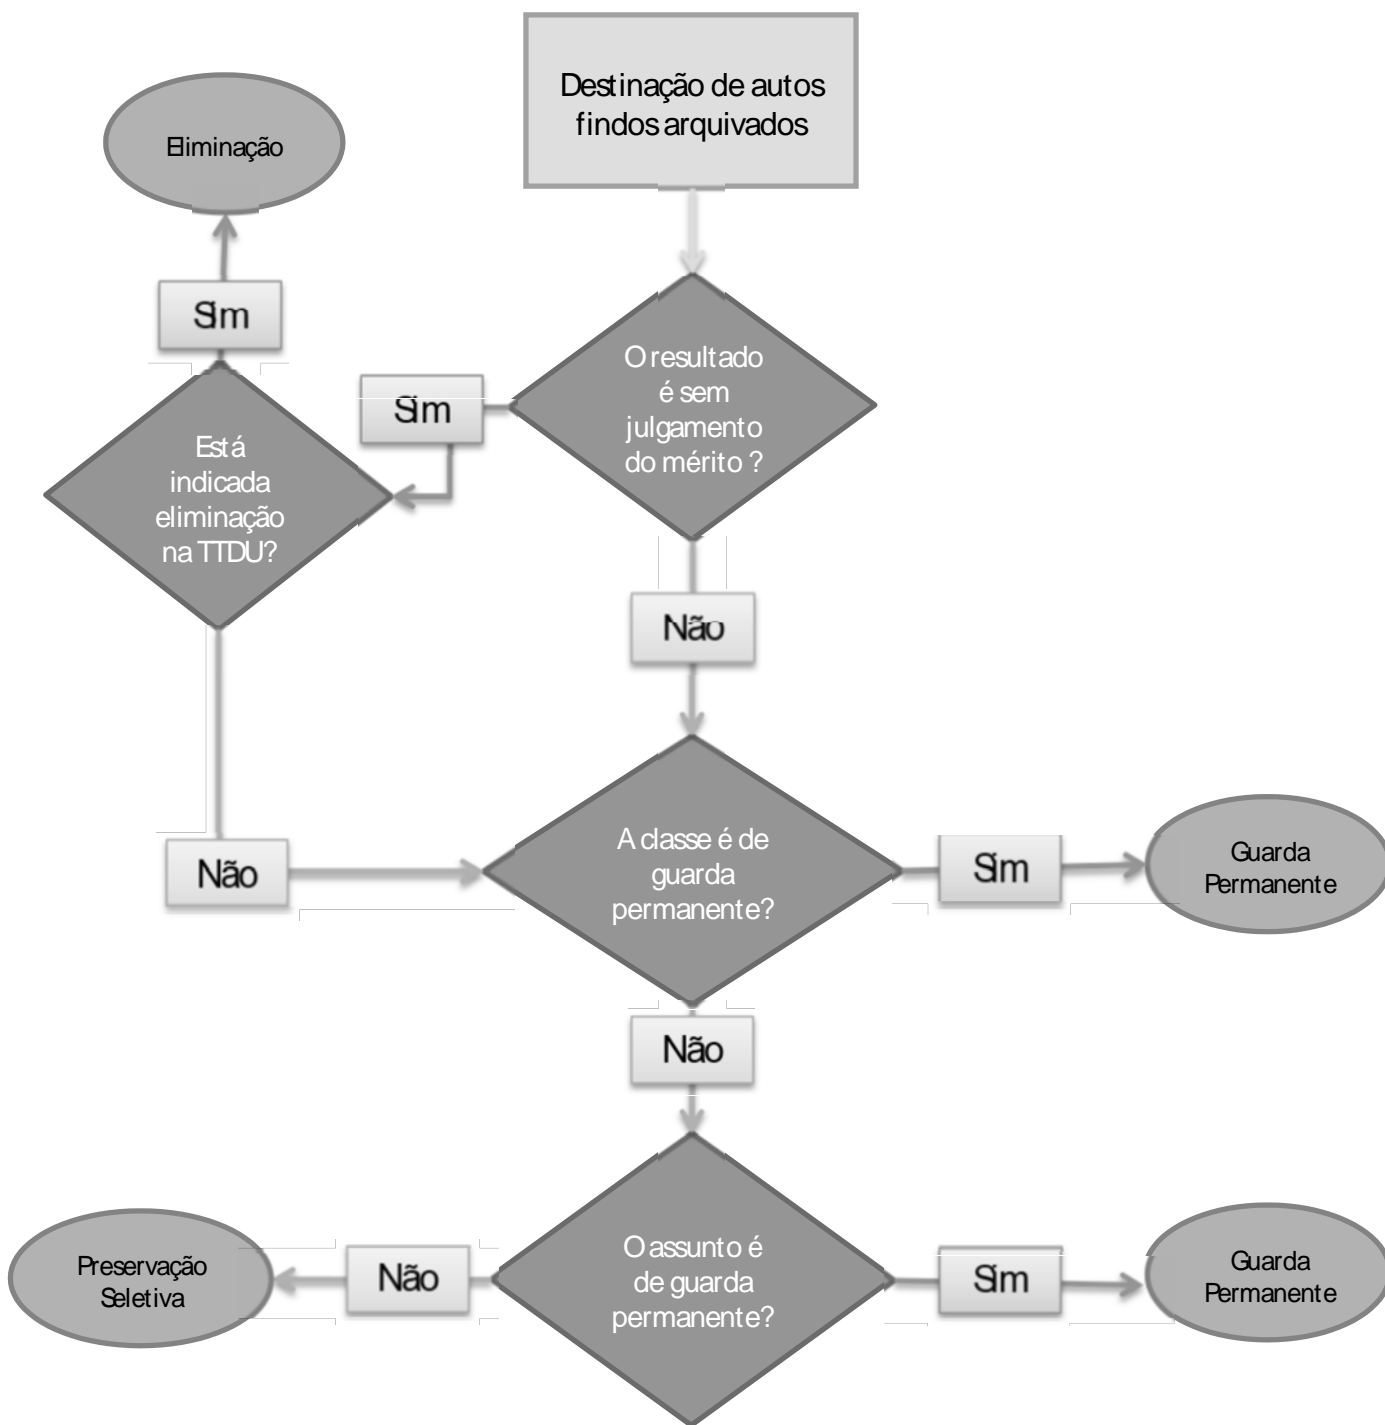 Destinação de autos
findos arquivados
Eliminação
Sim
O resultado
é sem
julgamento
do mérito ?
Sim
Está
indicada
eliminação
na TTDU?
Não
A classe é de
guarda
permanente?
Não
Sim
Guarda
Permanente
Não
O assunto é
de guarda
permanente?
Não
Preservação
Seletiva
Sim
Guarda
Permanente